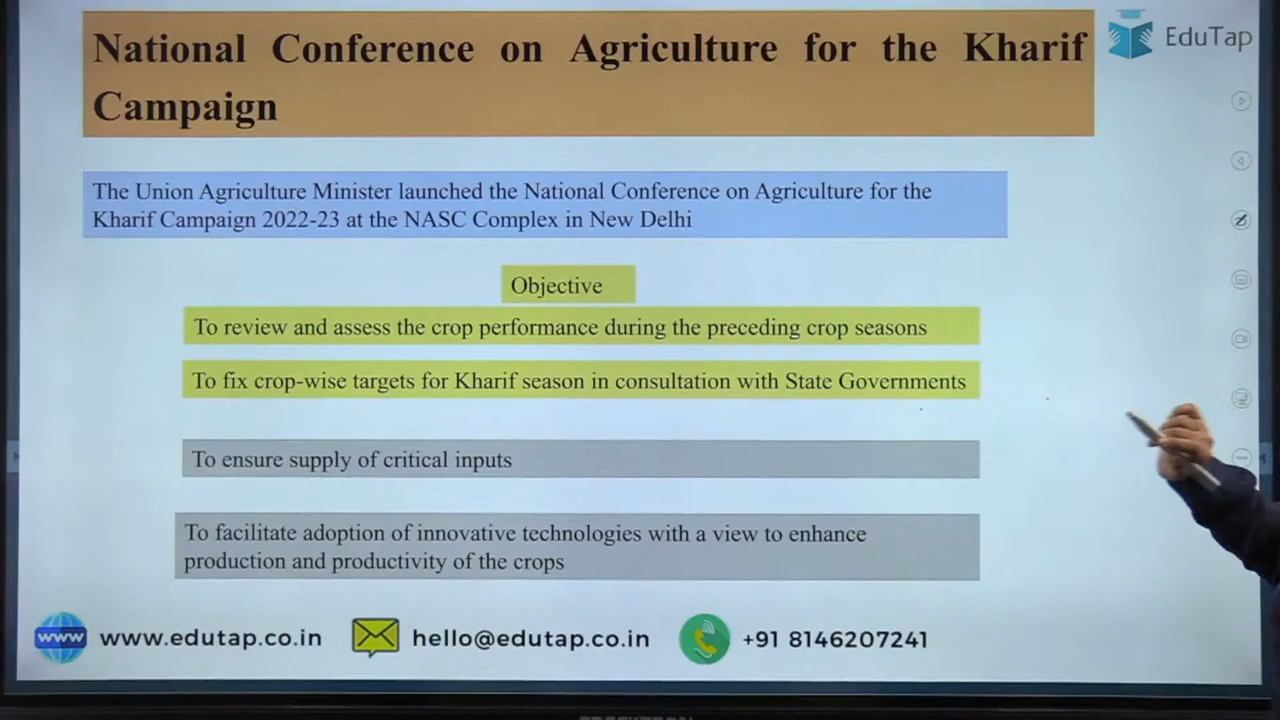 National Conference on Agriculture for the Kharif
Campaign
EduTap
The Union Agriculture Minister launched the National Conference on Agriculture for the
Kharif Campaign 2022-23 at the NASC Complex in New Delhi
Objective
To review and assess the crop performance during the preceding crop seasons
To fix crop-wise targets for Kharif season in consultation with State Governments
To ensure supply of critical inputs
To facilitate adoption of innovative technologies with a view to enhance
production and productivity of the crops
www www.edutap.co.in hello@edutap.co.in +91 8146207241